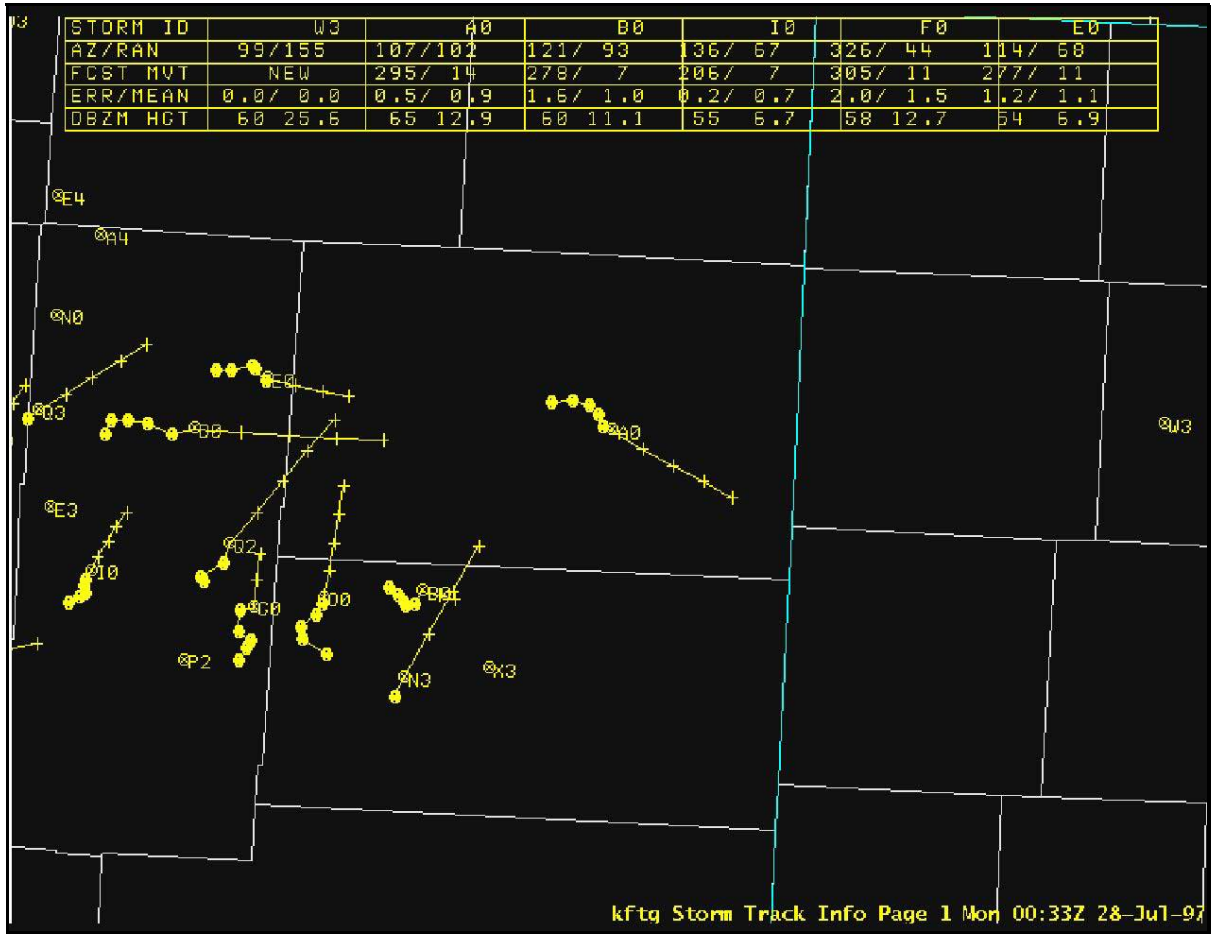 STORM ID W3 A0 B0 I0 F0 E0
AZ/RAN 99/155 107/102 121/ 93 136/ 67 326/ 44 114/ 68
FCST MVT NEW 295/ 14 278/ 7 206/ 7 305/ 11 277/ 11
ERR/MEAN 0.0/ 0.0 0.5/ 0.9 1.6/ 1.0 0.2/ 0.7 2.0/ 1.5 1.2/ 1.1
DBZM HGT 60 25.6 65 12.9 60 11.1 55 6.7 58 12.7 54 6.9
E4
A4
N0
E0
Q3
A0
W3
E3
Q2
I0
B0
G0
P2
X3
N3
kftg Storm Track Info Page 1 Mon 00:33Z 28-Jul-97